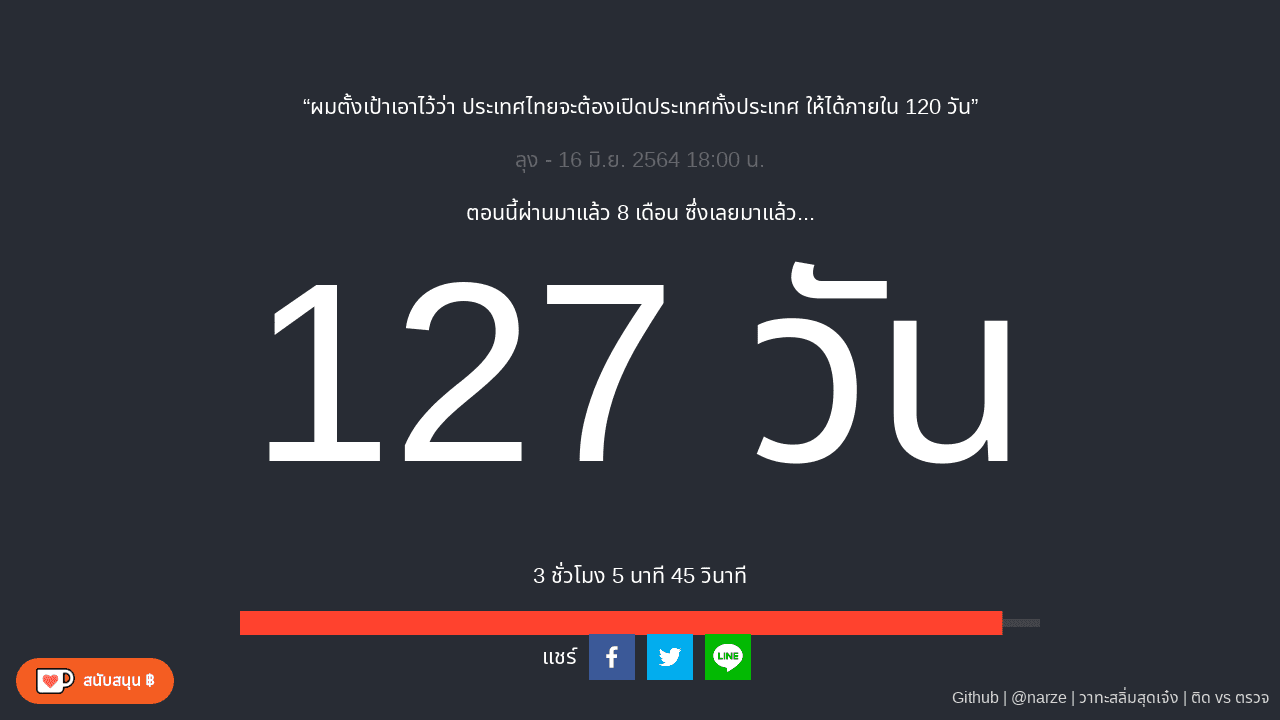 “ผมตั้งเป้าเอาไว้ว่า ประเทศไทยจะต้องเปิดประเทศทั้งประเทศ ให้ได้ภายใน 120 วัน”
ลุง - 16 มิ.ย. 2564 18:00 น.
ตอนนี้ผ่านมาแล้ว 8 เดือน ซึ่งเลยมาแล้ว...
127 วัน
3 ชั่วโมง 5 นาที 45 วินาที
แชร์
LINE
สนับสนุน ฿
Github | @narze | วาทะสลิ่มสุดเจ๋ง | ติด vs ตรวจ